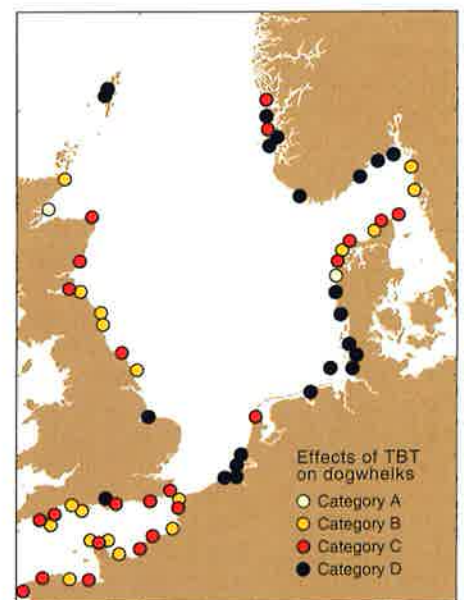 Effects of TBT
on dogwhelks
Category A
Category B
Category C
Category D